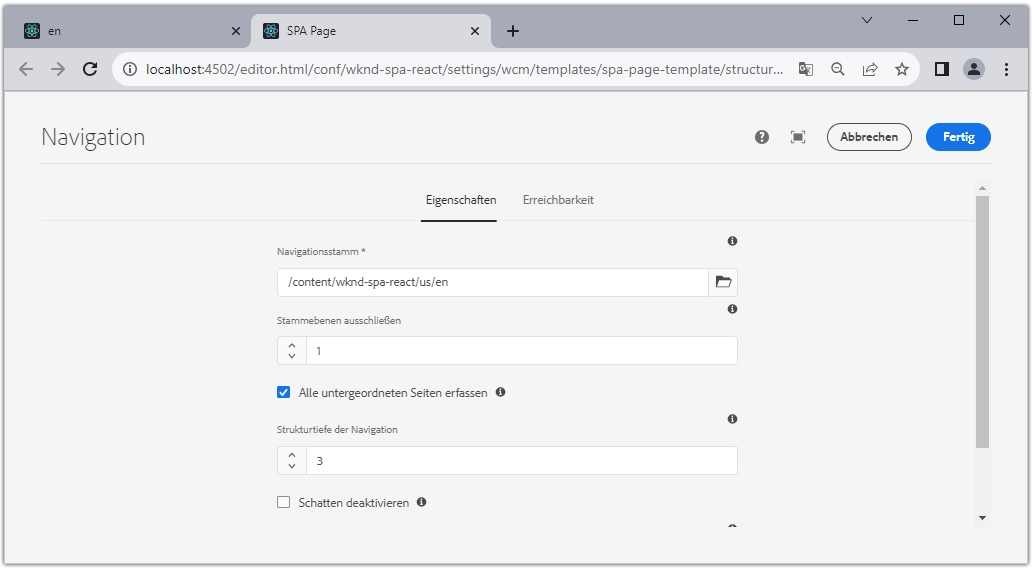 en
SPA Page
localhost:4502/editor.html/conf/wknd-spa-react/settings/wcm/templates/spa-page-template/structur...
Navigation
Abbrechen
Fertig
Eigenschaften
Erreichbarkeit
Navigationsstamm *
/content/wknd-spa-react/us/en
Stammebenen ausschließen
1
Alle untergeordneten Seiten erfassen
Strukturtiefe der Navigation
3
Schatten deaktivieren